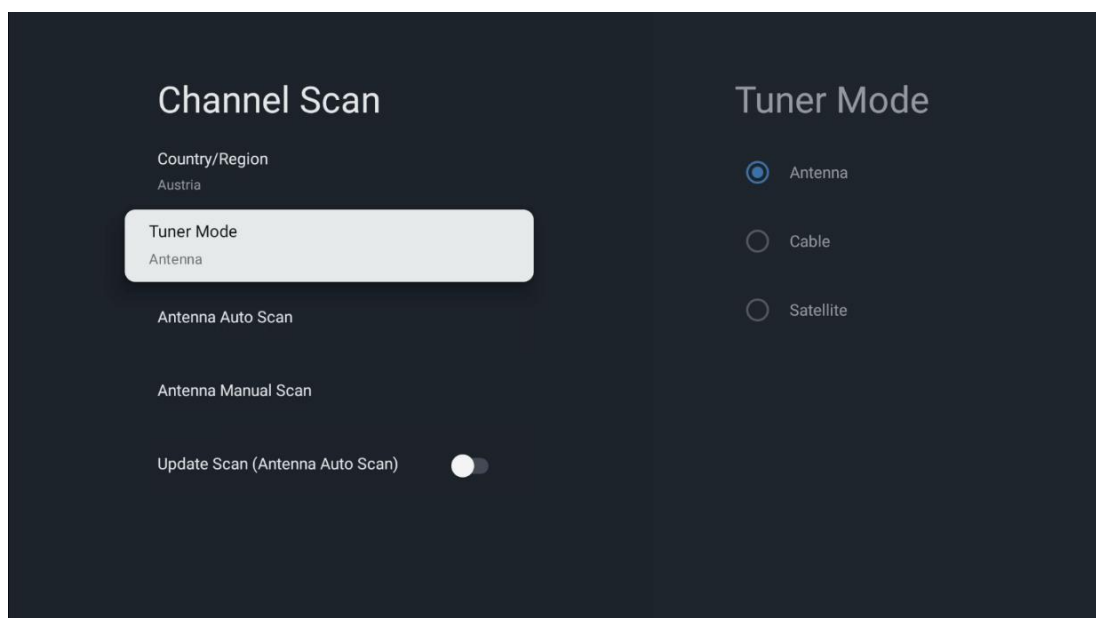 Channel Scan
Country/Region
Austria
Tuner Mode
Antenna
Antenna Auto Scan
Antenna Manual Scan
Update Scan (Antenna Auto Scan)
Tuner Mode
Antenna
Cable
Satellite